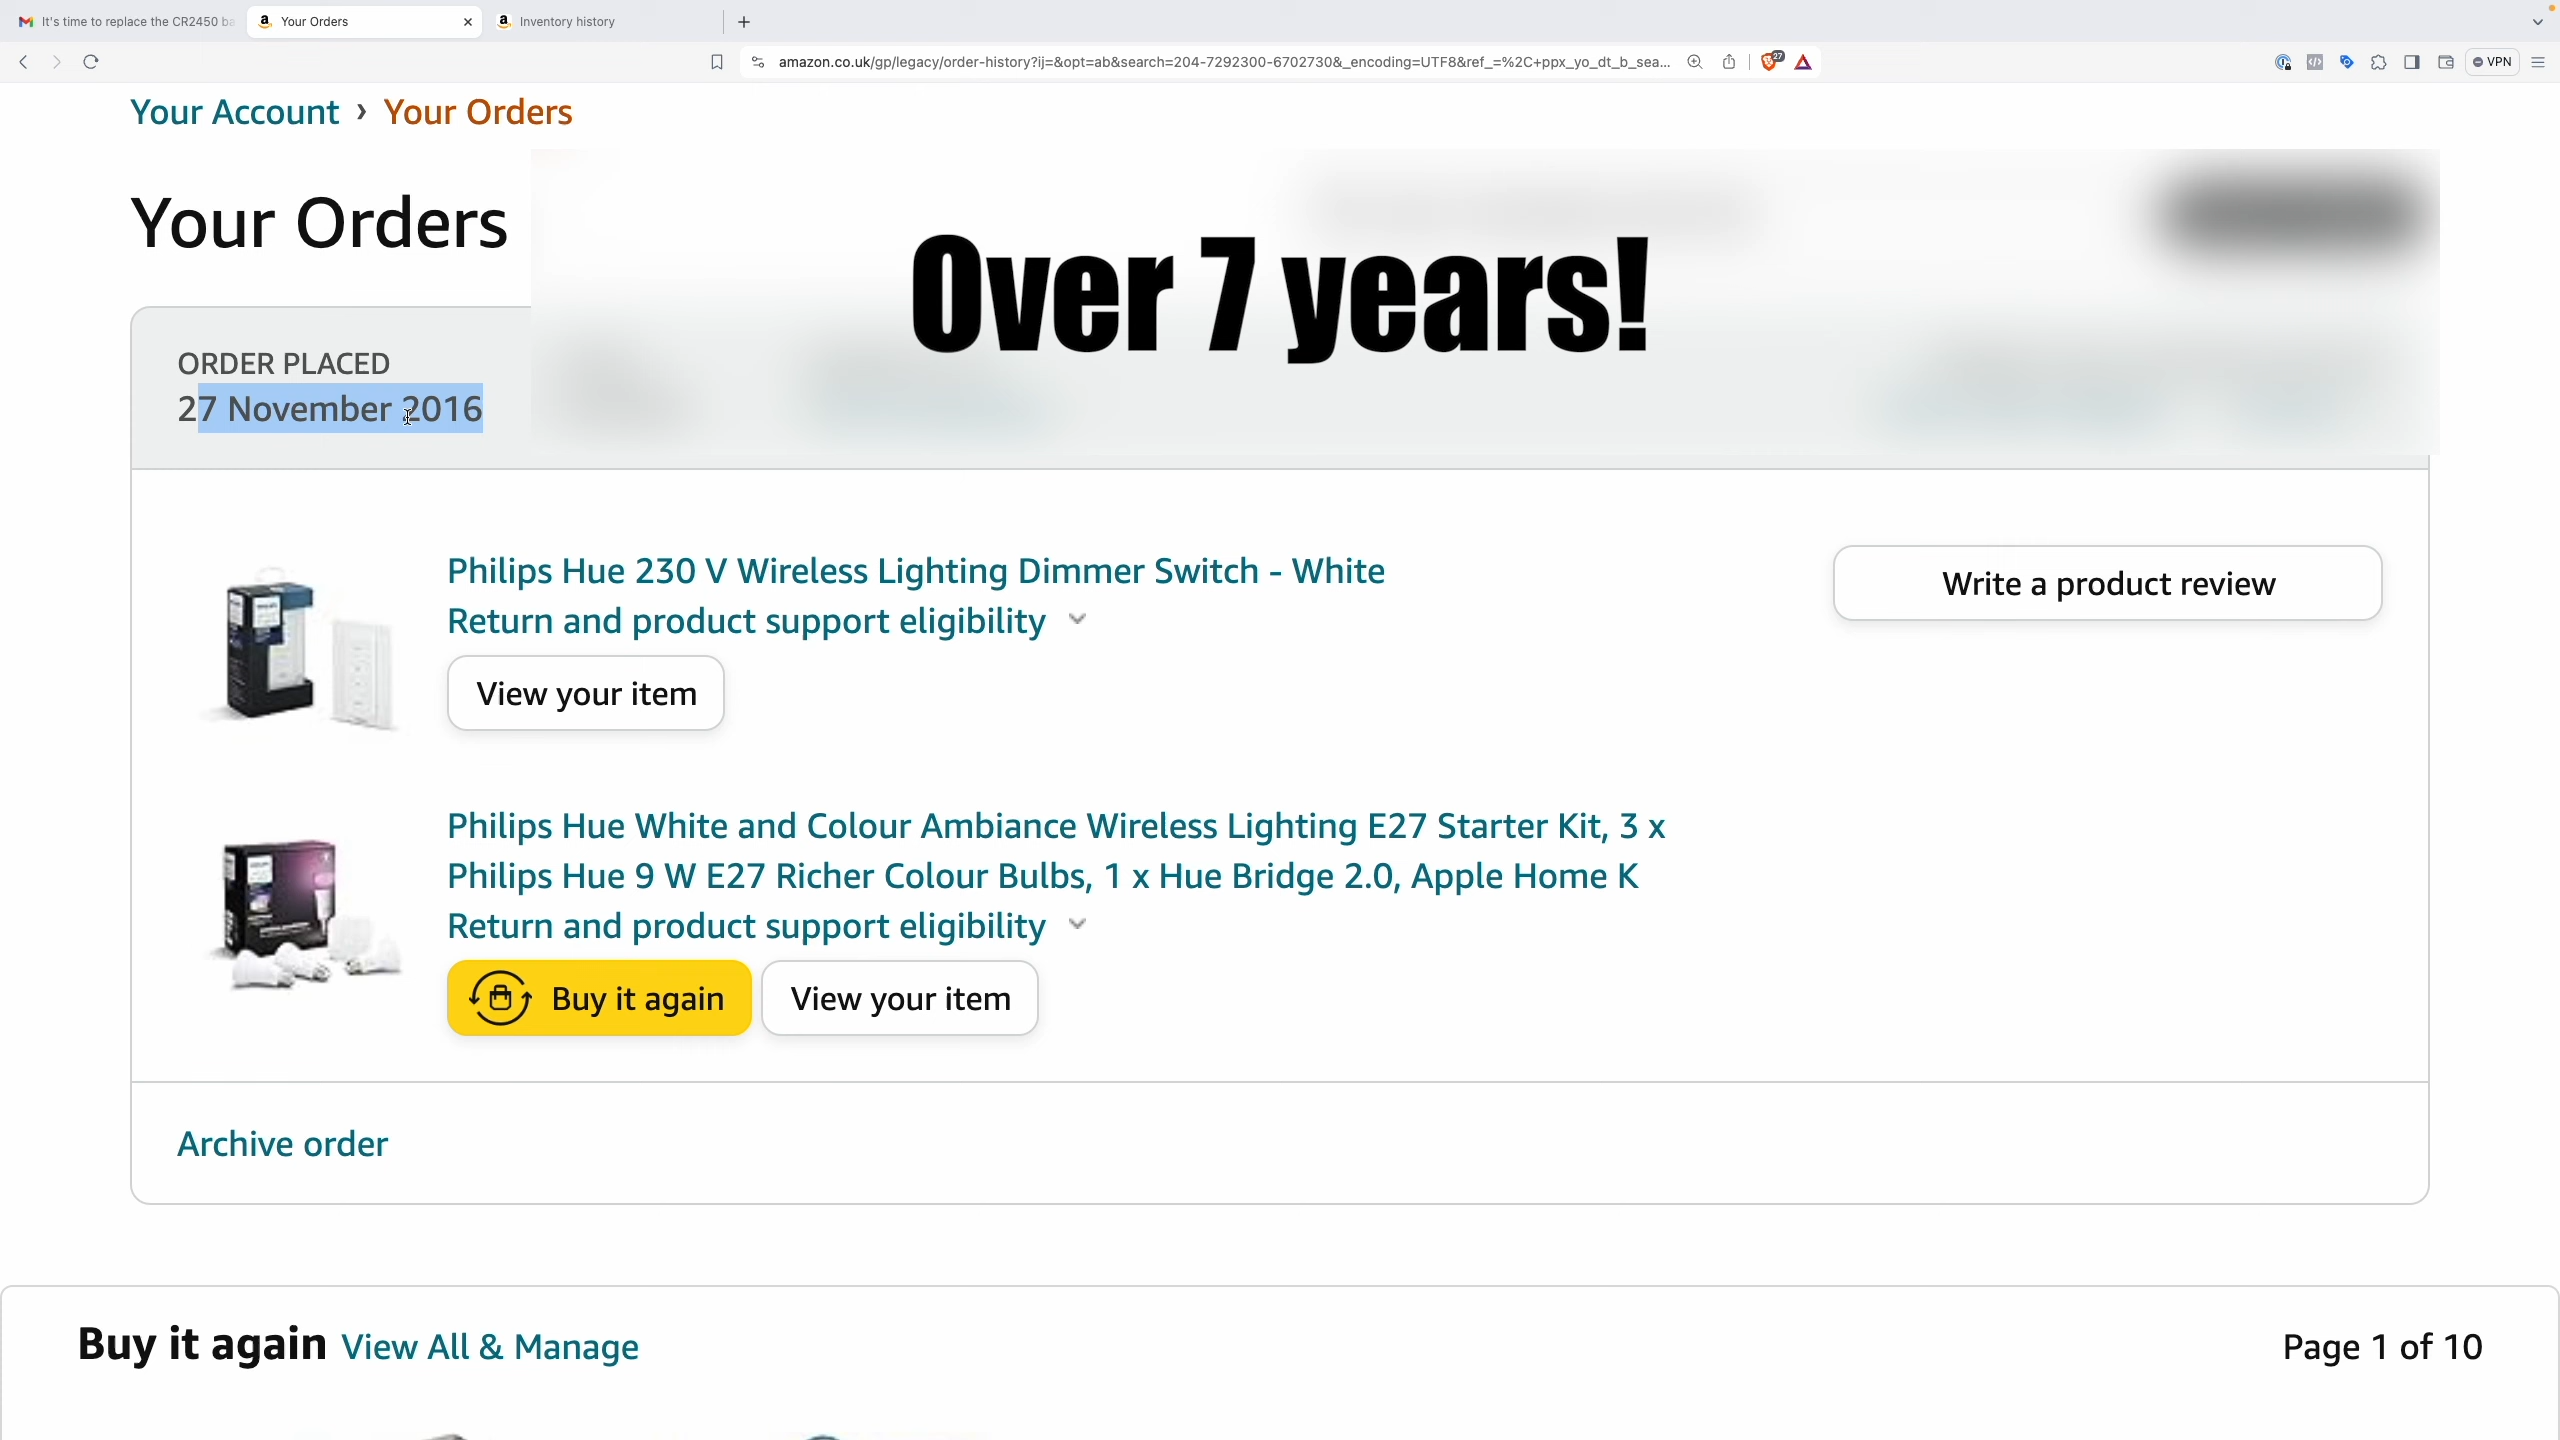 It's time to replace the CR2450 ba
Your Orders
Inventory history
amazon.co.uk/gp/legacy/order-history?ij=&opt=ab&search=204-7292300-6702730&_encoding=UTF8&ref_=%2C+ppx_yo_dt_b_sea...
27
VPN
Your Account › Your Orders
Your Orders
Over 7 years!
ORDER PLACED
27 November 2016
Philips Hue 230 V Wireless Lighting Dimmer Switch - White
Return and product support eligibility
View your item
Write a product review
Philips Hue White and Colour Ambiance Wireless Lighting E27 Starter Kit, 3 x
Philips Hue 9 W E27 Richer Colour Bulbs, 1 x Hue Bridge 2.0, Apple Home K
Return and product support eligibility
Buy it again
View your item
Archive order
Buy it again View All & Manage
Page 1 of 10